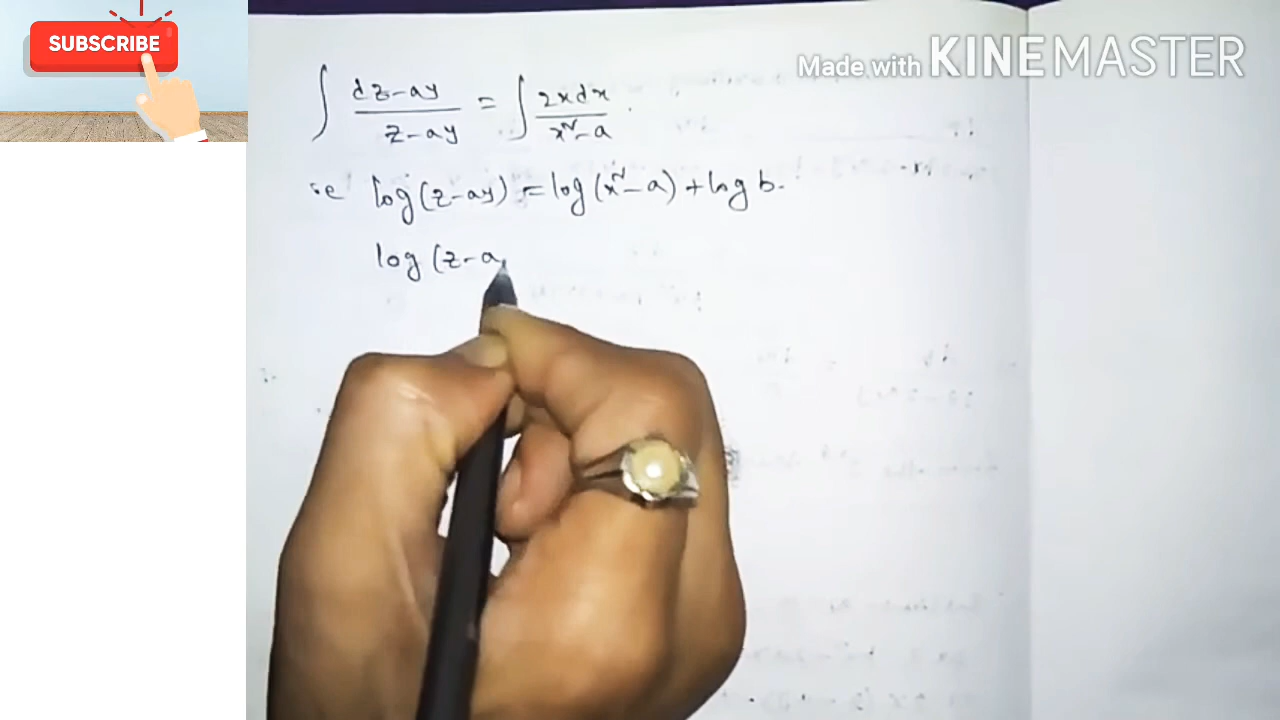 SUBSCRIBE
Made with KINEMASTER
∫ dz-ay / z-ay = ∫ 2xdx / x²-a .
ie log(z-ay) = log(x²-a) + log b.
log (z-a